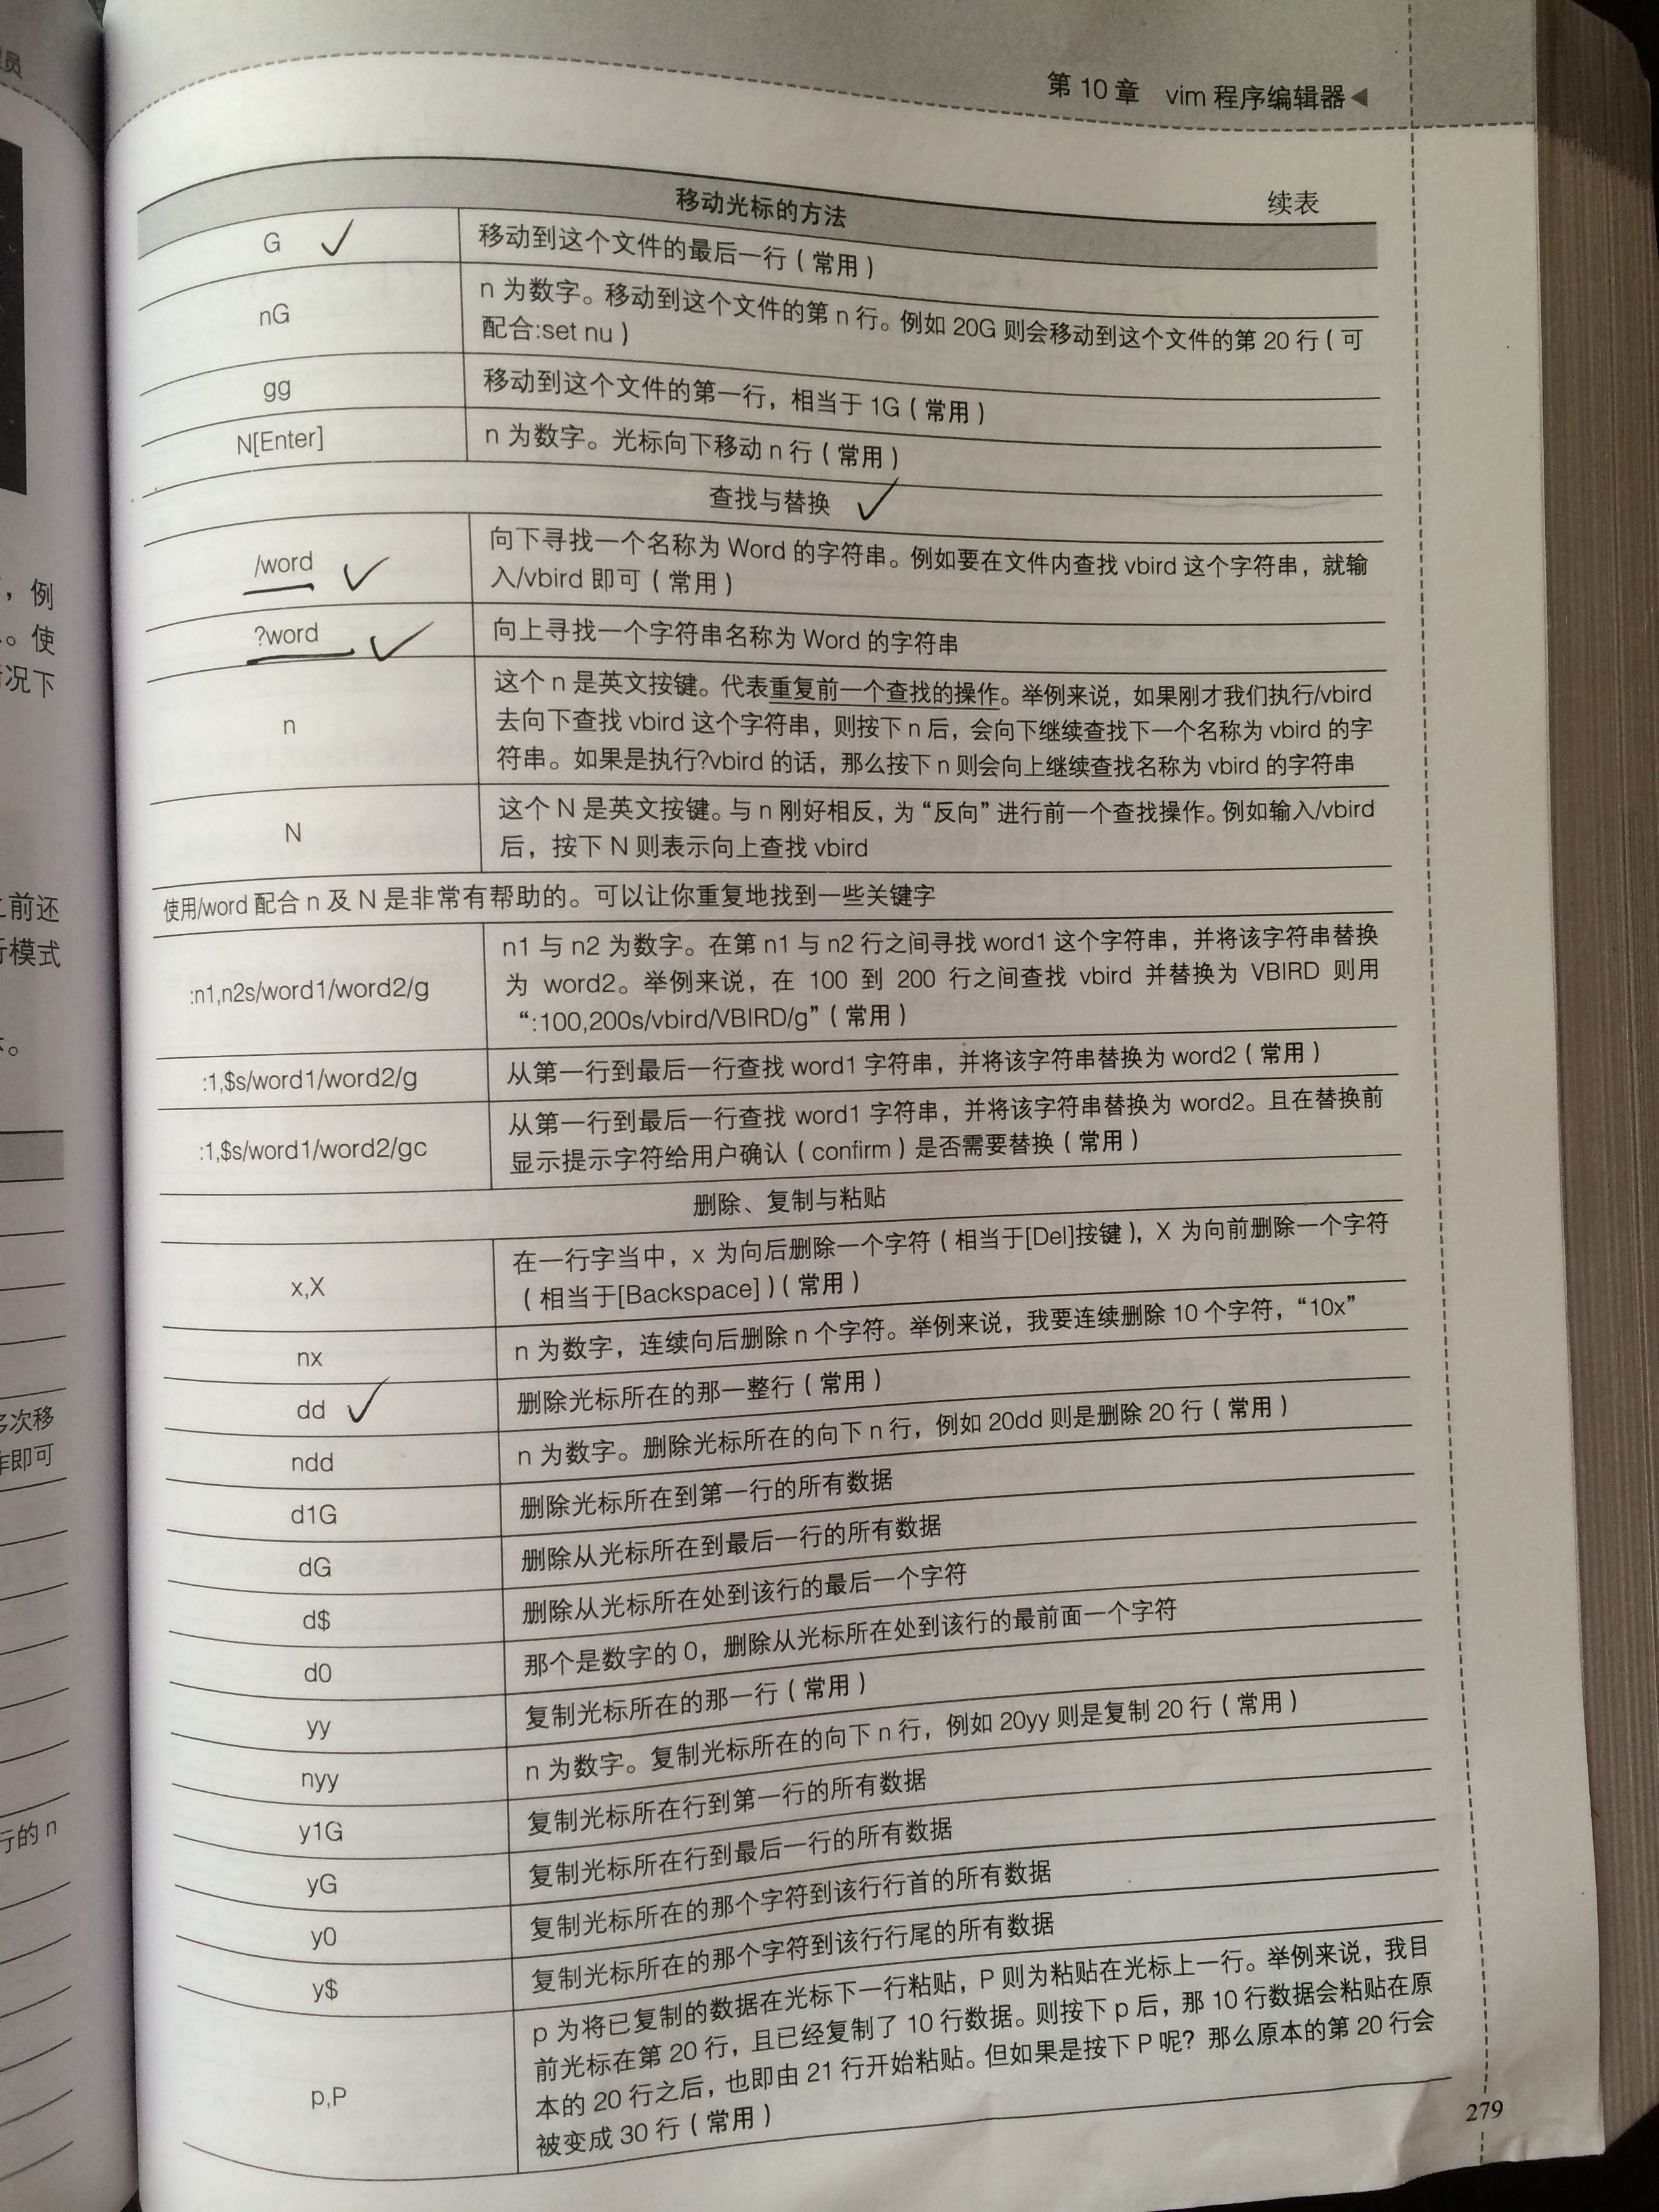 员
，例
。使
况下
前还
模式
多次移
即可
行的 n
第 10 章 vim 程序编辑器
续表
移动光标的方法
G 移动到这个文件的最后一行（常用）
nG n 为数字。移动到这个文件的第 n 行。例如 20G 则会移动到这个文件的第 20 行（可
配合:set nu）
gg 移动到这个文件的第一行，相当于 1G（常用）
N[Enter] n 为数字。光标向下移动 n 行（常用）
查找与替换
/word 向下寻找一个名称为 Word 的字符串。例如要在文件内查找 vbird 这个字符串，就输
入/vbird 即可（常用）
?word 向上寻找一个字符串名称为 Word 的字符串
n 这个 n 是英文按键。代表重复前一个查找的操作。举例来说，如果刚才我们执行/vbird
去向下查找 vbird 这个字符串，则按下 n 后，会向下继续查找下一个名称为 vbird 的字
符串。如果是执行?vbird 的话，那么按下 n 则会向上继续查找名称为 vbird 的字符串
N 这个 N 是英文按键。与 n 刚好相反，为“反向”进行前一个查找操作。例如输入/vbird
后，按下 N 则表示向上查找 vbird
使用/word 配合 n 及 N 是非常有帮助的。可以让你重复地找到一些关键字
:n1,n2s/word1/word2/g n1 与 n2 为数字。在第 n1 与 n2 行之间寻找 word1 这个字符串，并将该字符串替换
为 word2。举例来说，在 100 到 200 行之间查找 vbird 并替换为 VBIRD 则用
“:100,200s/vbird/VBIRD/g”（常用）
:1,$s/word1/word2/g 从第一行到最后一行查找 word1 字符串，并将该字符串替换为 word2（常用）
:1,$s/word1/word2/gc 从第一行到最后一行查找 word1 字符串，并将该字符串替换为 word2。且在替换前
显示提示字符给用户确认（confirm）是否需要替换（常用）
删除、复制与粘贴
x,X 在一行字当中，x 为向后删除一个字符（相当于[Del]按键），X 为向前删除一个字符
（相当于[Backspace]）（常用）
nx n 为数字，连续向后删除 n 个字符。举例来说，我要连续删除 10 个字符，“10x”
dd 删除光标所在的那一整行（常用）
ndd n 为数字。删除光标所在的向下 n 行，例如 20dd 则是删除 20 行（常用）
d1G 删除光标所在到第一行的所有数据
dG 删除从光标所在到最后一行的所有数据
d$ 删除从光标所在处到该行的最后一个字符
d0 那个是数字的 0，删除从光标所在处到该行的最前面一个字符
yy 复制光标所在的那一行（常用）
nyy n 为数字。复制光标所在的向下 n 行，例如 20yy 则是复制 20 行（常用）
y1G 复制光标所在行到第一行的所有数据
yG 复制光标所在行到最后一行的所有数据
y0 复制光标所在的那个字符到该行行首的所有数据
y$ 复制光标所在的那个字符到该行行尾的所有数据
p,P p 为将已复制的数据在光标下一行粘贴，P 则为粘贴在光标上一行。举例来说，我目
前光标在第 20 行，且已经复制了 10 行数据。则按下 p 后，那 10 行数据会粘贴在原
本的 20 行之后，也即由 21 行开始粘贴。但如果是按下 P 呢？那么原本的第 20 行会
被变成 30 行（常用）
279